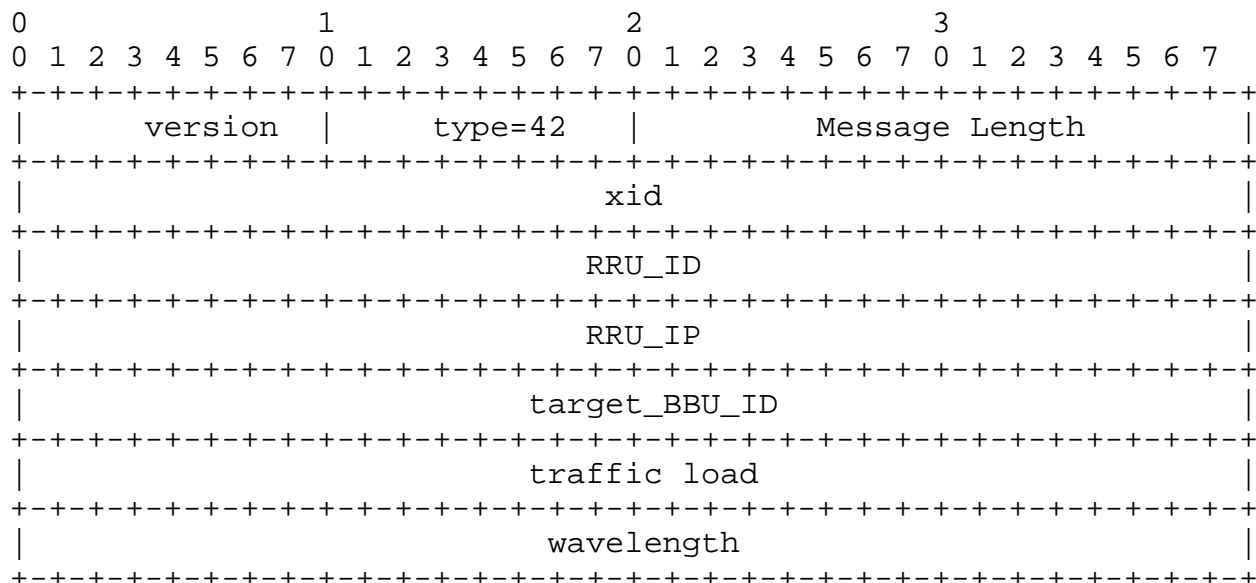 0               1               2               3
0 1 2 3 4 5 6 7 0 1 2 3 4 5 6 7 0 1 2 3 4 5 6 7 0 1 2 3 4 5 6 7
+-+-+-+-+-+-+-+-+-+-+-+-+-+-+-+-+-+-+-+-+-+-+-+-+-+-+-+-+-+-+-+-+
|      version  |     type=42   |         Message Length        |
+-+-+-+-+-+-+-+-+-+-+-+-+-+-+-+-+-+-+-+-+-+-+-+-+-+-+-+-+-+-+-+-+
|                              xid                              |
+-+-+-+-+-+-+-+-+-+-+-+-+-+-+-+-+-+-+-+-+-+-+-+-+-+-+-+-+-+-+-+-+
|                             RRU_ID                            |
+-+-+-+-+-+-+-+-+-+-+-+-+-+-+-+-+-+-+-+-+-+-+-+-+-+-+-+-+-+-+-+-+
|                             RRU_IP                            |
+-+-+-+-+-+-+-+-+-+-+-+-+-+-+-+-+-+-+-+-+-+-+-+-+-+-+-+-+-+-+-+-+
|                          target_BBU_ID                        |
+-+-+-+-+-+-+-+-+-+-+-+-+-+-+-+-+-+-+-+-+-+-+-+-+-+-+-+-+-+-+-+-+
|                          traffic load                         |
+-+-+-+-+-+-+-+-+-+-+-+-+-+-+-+-+-+-+-+-+-+-+-+-+-+-+-+-+-+-+-+-+
|                           wavelength                          |
+-+-+-+-+-+-+-+-+-+-+-+-+-+-+-+-+-+-+-+-+-+-+-+-+-+-+-+-+-+-+-+-+